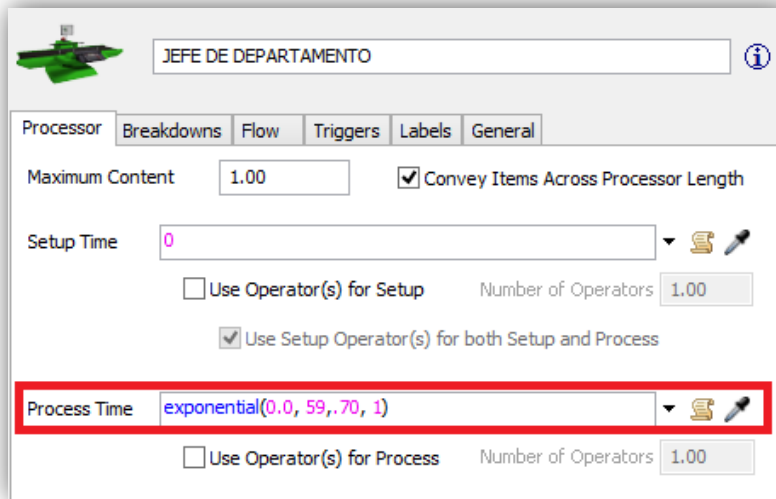 JEFE DE DEPARTAMENTO
Processor Breakdowns Flow Triggers Labels General
Maximum Content 1.00 Convey Items Across Processor Length
Setup Time 0
Use Operator(s) for Setup Number of Operators 1.00
Use Setup Operator(s) for both Setup and Process
Process Time exponential(0.0, 59,.70, 1)
Use Operator(s) for Process Number of Operators 1.00